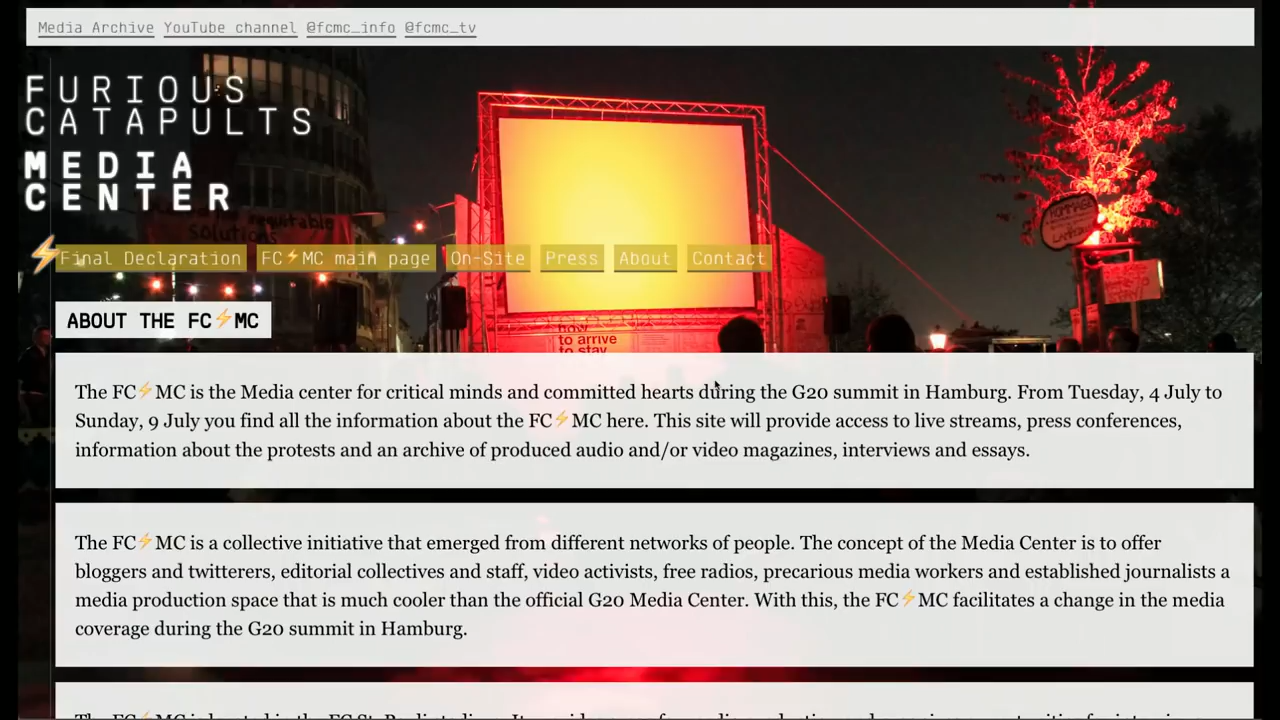 Media Archive YouTube channel @fcmc_info @fcmc_tv
FURIOUS
CATAPULTS
MEDIA
CENTER
equitable
solutions
⚡Final Declaration FC⚡MC main page On-Site Press About Contact
ABOUT THE FC⚡MC
how
to arrive
to stay
The FC⚡MC is the Media center for critical minds and committed hearts during the G20 summit in Hamburg. From Tuesday, 4 July to
Sunday, 9 July you find all the information about the FC⚡MC here. This site will provide access to live streams, press conferences,
information about the protests and an archive of produced audio and/or video magazines, interviews and essays.
The FC⚡MC is a collective initiative that emerged from different networks of people. The concept of the Media Center is to offer
bloggers and twitterers, editorial collectives and staff, video activists, free radios, precarious media workers and established journalists a
media production space that is much cooler than the official G20 Media Center. With this, the FC⚡MC facilitates a change in the media
coverage during the G20 summit in Hamburg.